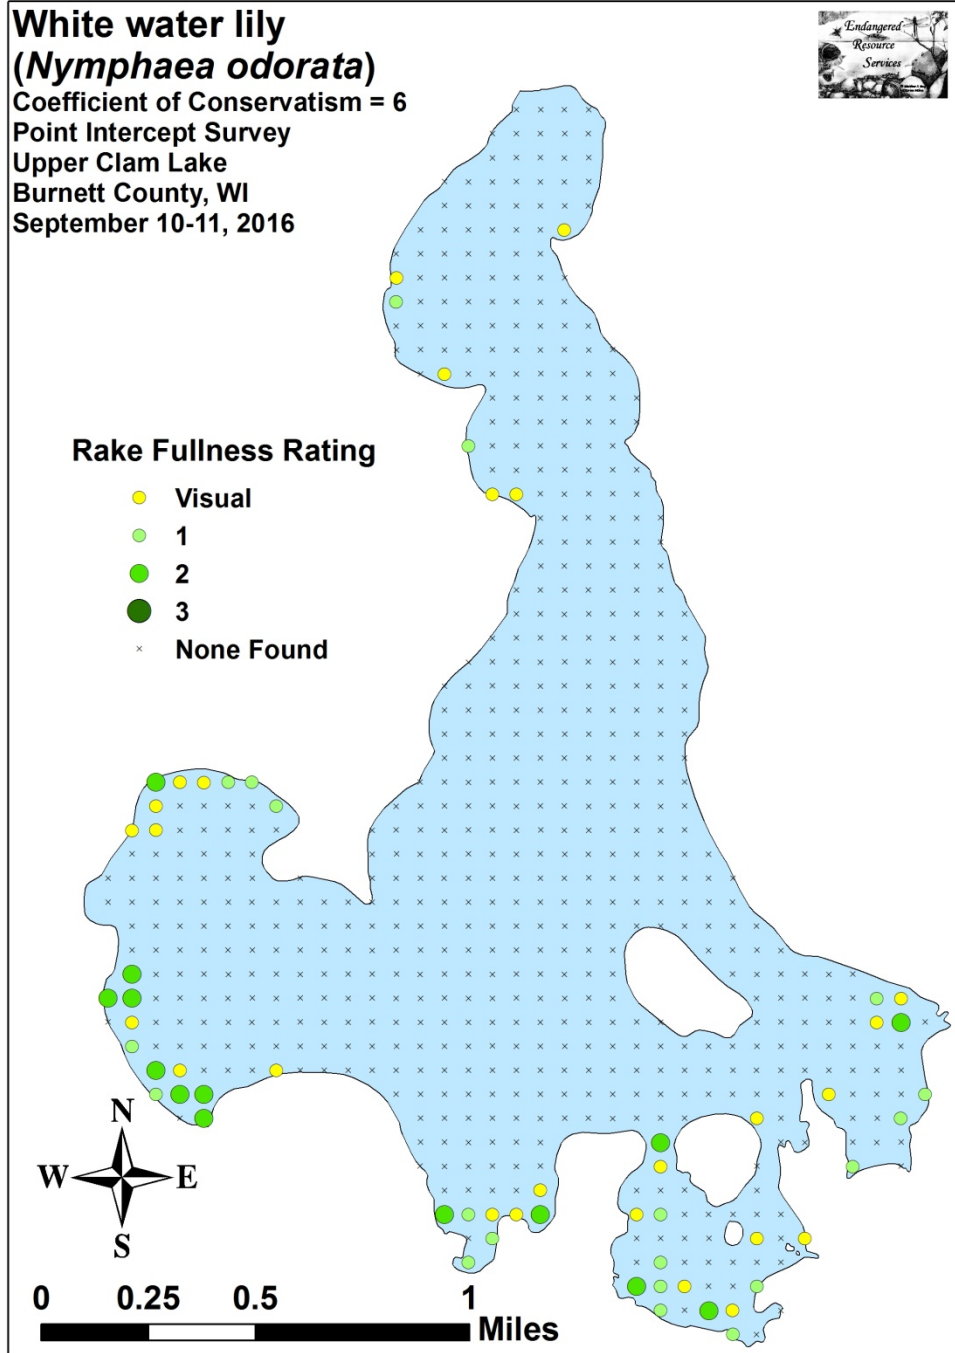 White water lily
(Nymphaea odorata)
Coefficient of Conservatism = 6
Point Intercept Survey
Upper Clam Lake
Burnett County, WI
September 10-11, 2016
Endangered
Resource
Services
Rake Fullness Rating
Visual
1
2
3
None Found
N
W E
S
0 0.25 0.5 1
Miles